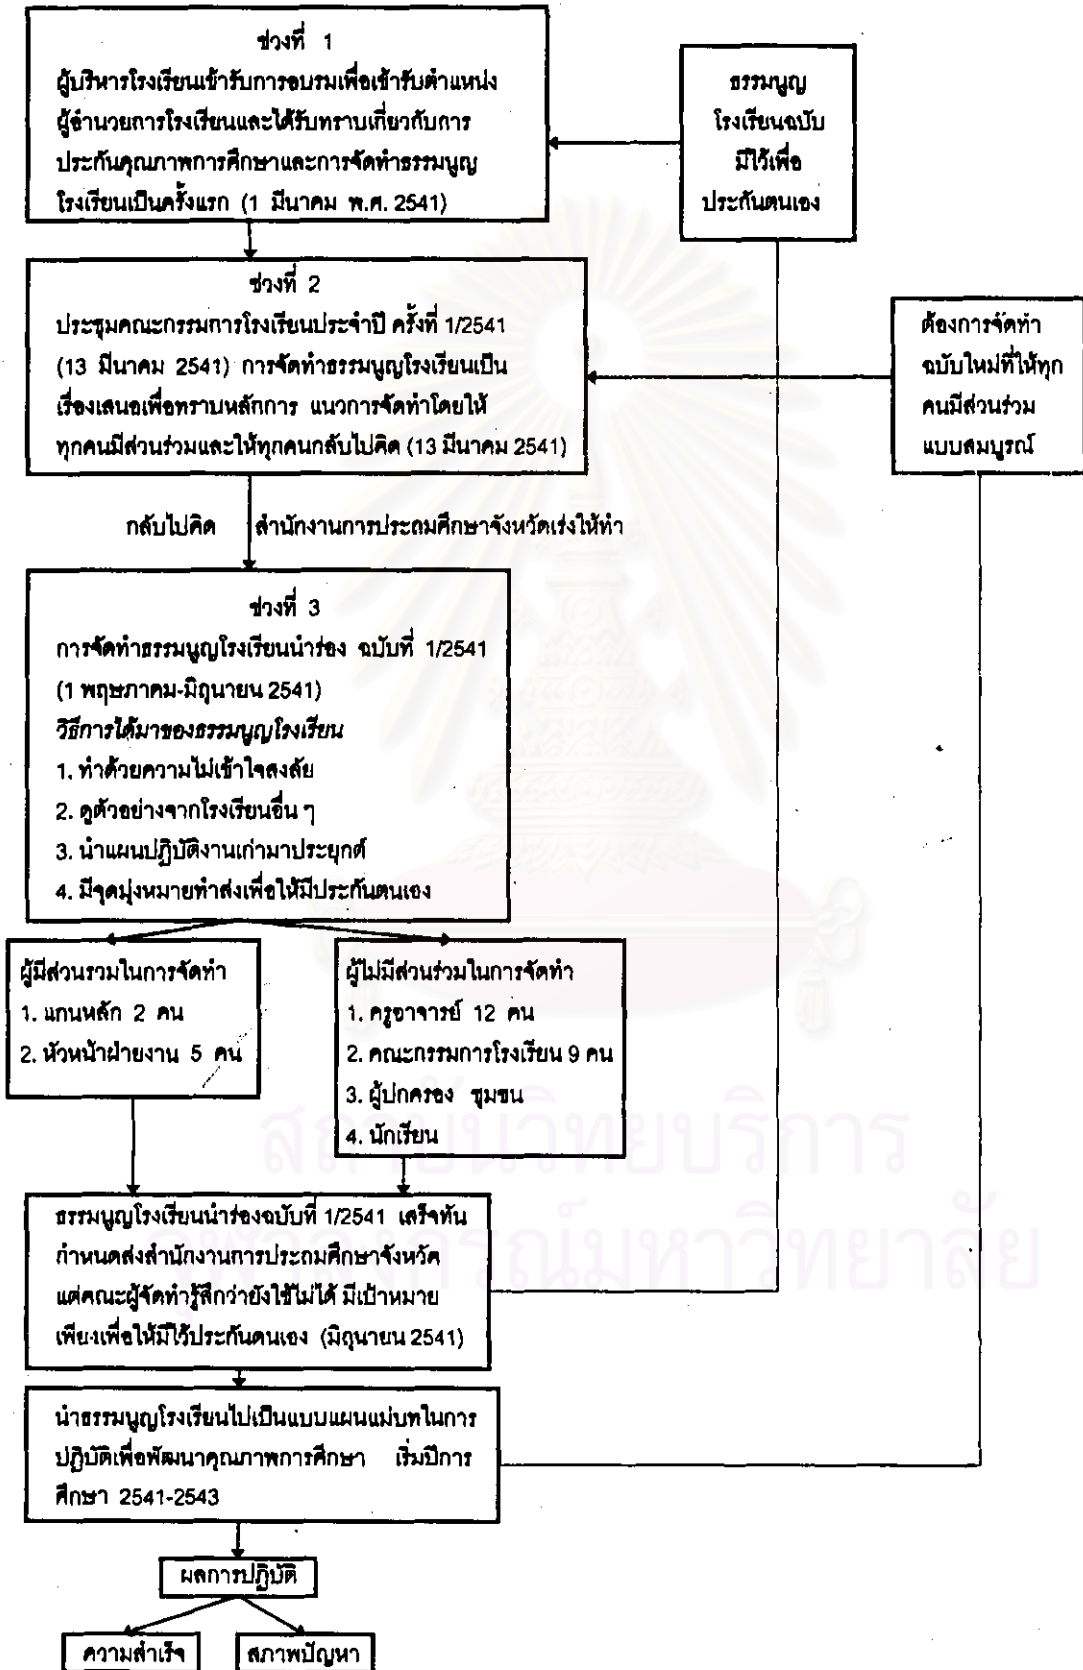 ช่วงที่ 1
ผู้บริหารโรงเรียนเข้ารับการอบรมเพื่อเข้ารับตำแหน่ง
ผู้อำนวยการโรงเรียนและได้รับทราบเกี่ยวกับการ
ประกันคุณภาพการศึกษาและการจัดทำธรรมนูญ
โรงเรียนเป็นครั้งแรก (1 มีนาคม พ.ศ. 2541)
ธรรมนูญ
โรงเรียนฉบับ
มีไว้เพื่อ
ประกันตนเอง
ช่วงที่ 2
ประชุมคณะกรรมการโรงเรียนประจำปี ครั้งที่ 1/2541
(13 มีนาคม 2541) การจัดทำธรรมนูญโรงเรียนเป็น
เรื่องเสนอเพื่อทราบหลักการ แนวการจัดทำโดยให้
ทุกคนมีส่วนร่วมและให้ทุกคนกลับไปคิด (13 มีนาคม 2541)
ต้องการจัดทำ
ฉบับใหม่ที่ให้ทุก
คนมีส่วนร่วม
แบบสมบูรณ์
กลับไปคิด สำนักงานการประถมศึกษาจังหวัดเร่งให้ทำ
ช่วงที่ 3
การจัดทำธรรมนูญโรงเรียนนำร่อง ฉบับที่ 1/2541
(1 พฤษภาคม-มิถุนายน 2541)
วิธีการได้มาของธรรมนูญโรงเรียน
1. ทำด้วยความไม่เข้าใจสงสัย
2. ดูตัวอย่างจากโรงเรียนอื่น ๆ
3. นำแผนปฏิบัติงานเก่ามาประยุกต์
4. มีจุดมุ่งหมายทำส่งเพื่อให้มีประกันตนเอง
ผู้มีส่วนรวมในการจัดทำ
1. แกนหลัก 2 คน
2. หัวหน้าฝ่ายงาน 5 คน
ผู้ไม่มีส่วนร่วมในการจัดทำ
1. ครูอาจารย์ 12 คน
2. คณะกรรมการโรงเรียน 9 คน
3. ผู้ปกครอง ชุมชน
4. นักเรียน
สถาบันวิทยบริการ
จุฬาลงกรณ์มหาวิทยาลัย
ธรรมนูญโรงเรียนนำร่องฉบับที่ 1/2541 เสร็จทัน
กำหนดส่งสำนักงานการประถมศึกษาจังหวัด
แต่คณะผู้จัดทำรู้สึกว่ายังใช้ไม่ได้ มีเป้าหมาย
เพียงเพื่อให้มีไว้ประกันตนเอง (มิถุนายน 2541)
นำธรรมนูญโรงเรียนไปเป็นแบบแผนแม่บทในการ
ปฏิบัติเพื่อพัฒนาคุณภาพการศึกษา เริ่มปีการ
ศึกษา 2541-2543
ผลการปฏิบัติ
ความสำเร็จ
สภาพปัญหา